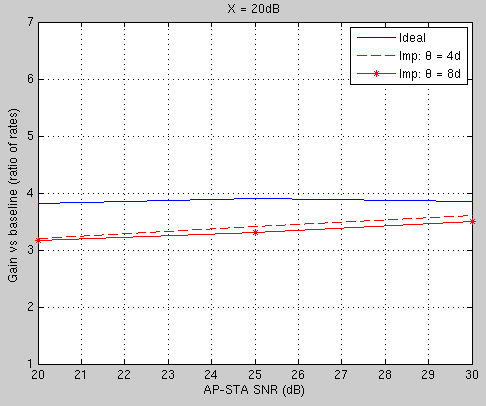 X = 20dB
Gain vs baseline (ratio of rates)
7
6
5
4
3
2
1
Ideal
Imp: θ = 4d
Imp: θ = 8d
20 21 22 23 24 25 26 27 28 29 30
AP-STA SNR (dB)